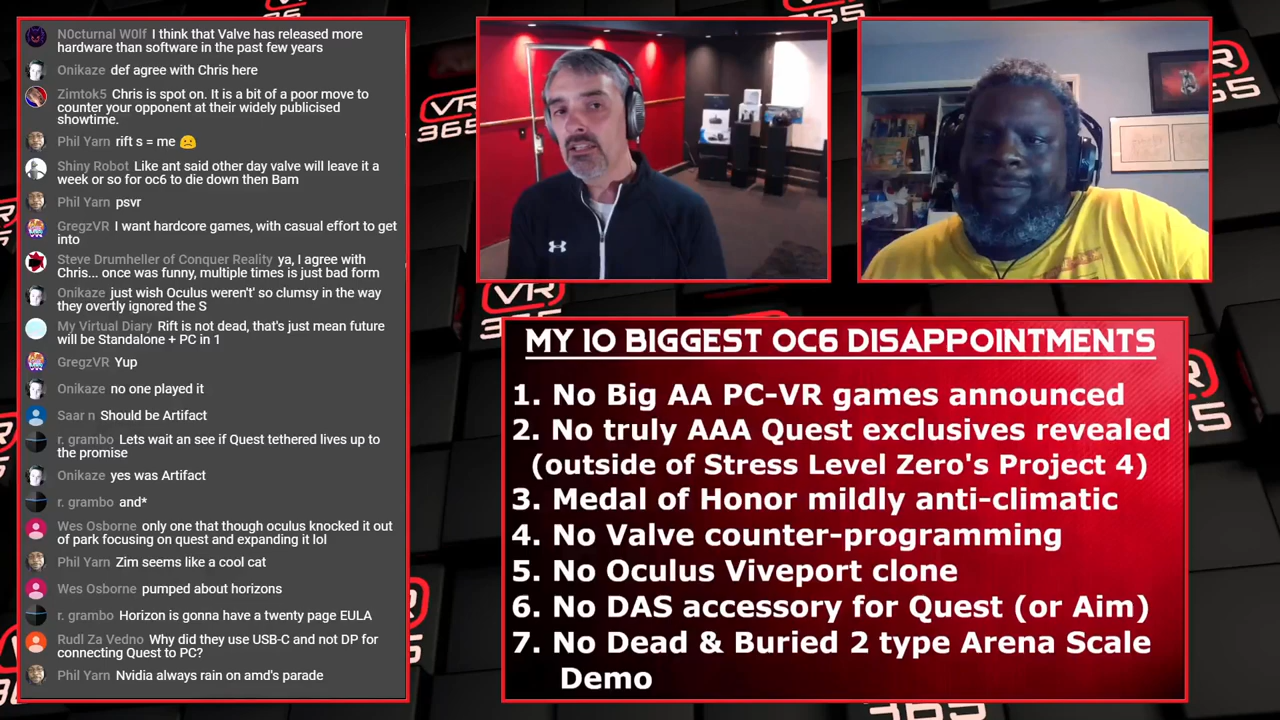 N0cturnal W0lf I think that Valve has released more
hardware than software in the past few years
Onikaze def agree with Chris here
Zimtok5 Chris is spot on. It is a bit of a poor move to
counter your opponent at their widely publicised
showtime.
Phil Yarn rift s = me ☹️
Shiny Robot Like ant said other day valve will leave it a
week or so for oc6 to die down then Bam
Phil Yarn psvr
GregzVR I want hardcore games, with casual effort to get
into
Steve Drumheller of Conquer Reality ya, I agree with
Chris... once was funny, multiple times is just bad form
Onikaze just wish Oculus weren't' so clumsy in the way
they overtly ignored the S
My Virtual Diary Rift is not dead, that's just mean future
will be Standalone + PC in 1
GregzVR Yup
Onikaze no one played it
Saar n Should be Artifact
r. grambo Lets wait an see if Quest tethered lives up to
the promise
Onikaze yes was Artifact
r. grambo and*
Wes Osborne only one that though oculus knocked it out
of park focusing on quest and expanding it lol
Phil Yarn Zim seems like a cool cat
Wes Osborne pumped about horizons
r. grambo Horizon is gonna have a twenty page EULA
Rudl Za Vedno Why did they use USB-C and not DP for
connecting Quest to PC?
Phil Yarn Nvidia always rain on amd's parade
MY 10 BIGGEST OC6 DISAPPOINTMENTS
1. No Big AA PC-VR games announced
2. No truly AAA Quest exclusives revealed
(outside of Stress Level Zero's Project 4)
3. Medal of Honor mildly anti-climatic
4. No Valve counter-programming
5. No Oculus Viveport clone
6. No DAS accessory for Quest (or Aim)
7. No Dead & Buried 2 type Arena Scale
Demo
VR
365
VR
365